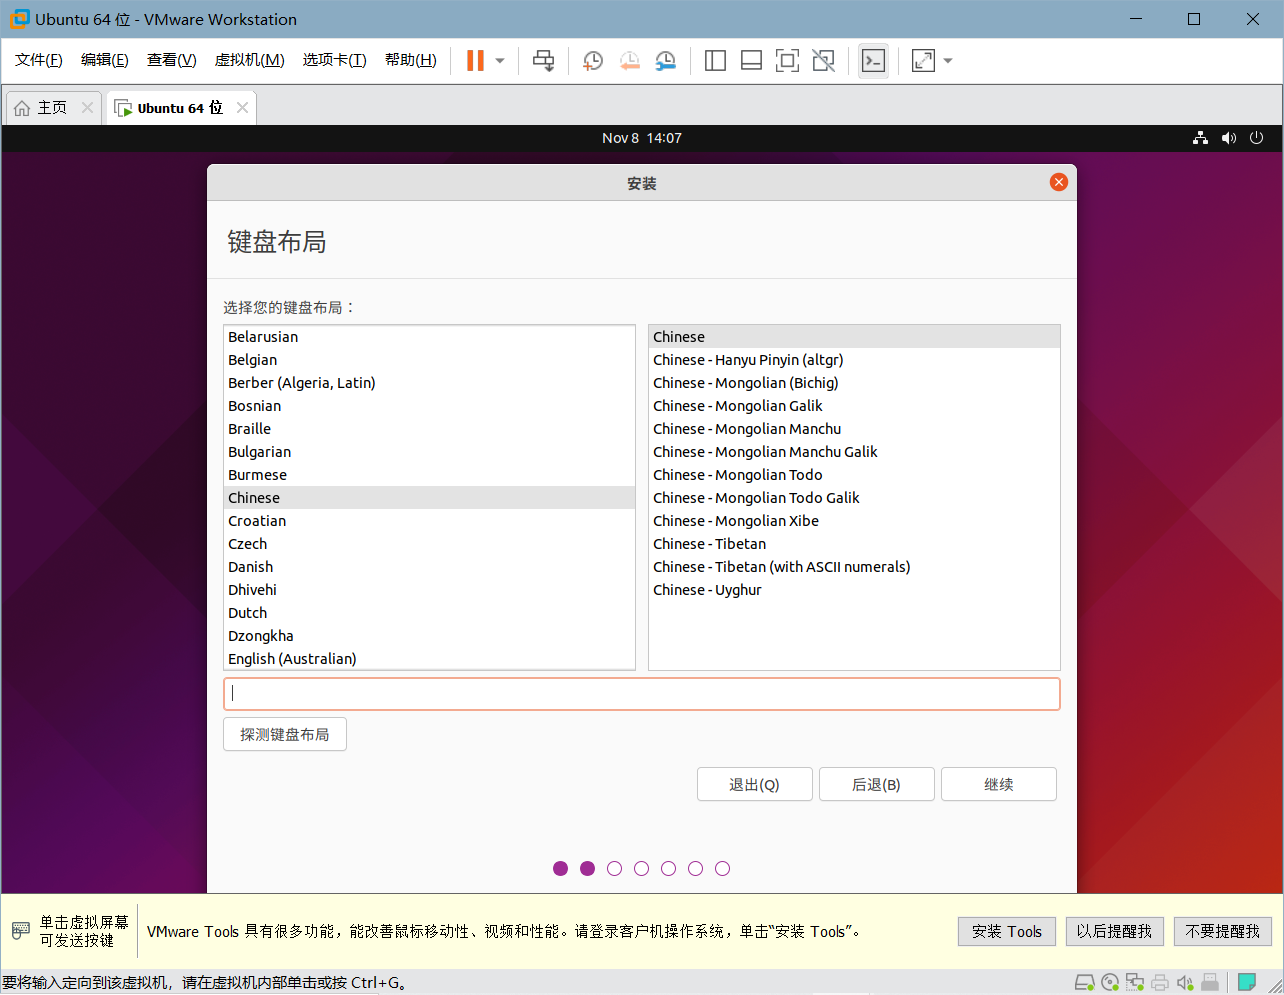 Ubuntu 64 位 - VMware Workstation
文件(F) 编辑(E) 查看(V) 虚拟机(M) 选项卡(T) 帮助(H)
主页 Ubuntu 64 位
Nov 8 14:07
安装
键盘布局
选择您的键盘布局：
Belarusian
Belgian
Berber (Algeria, Latin)
Bosnian
Braille
Bulgarian
Burmese
Chinese
Croatian
Czech
Danish
Dhivehi
Dutch
Dzongkha
English (Australian)
Chinese
Chinese - Hanyu Pinyin (altgr)
Chinese - Mongolian (Bichig)
Chinese - Mongolian Galik
Chinese - Mongolian Manchu
Chinese - Mongolian Manchu Galik
Chinese - Mongolian Todo
Chinese - Mongolian Todo Galik
Chinese - Mongolian Xibe
Chinese - Tibetan
Chinese - Tibetan (with ASCII numerals)
Chinese - Uyghur
探测键盘布局
退出(Q) 后退(B) 继续
单击虚拟屏幕
可发送按键
VMware Tools 具有很多功能，能改善鼠标移动性、视频和性能。请登录客户机操作系统，单击“安装 Tools”。
安装 Tools 以后提醒我 不要提醒我
要将输入定向到该虚拟机，请在虚拟机内部单击或按 Ctrl+G。